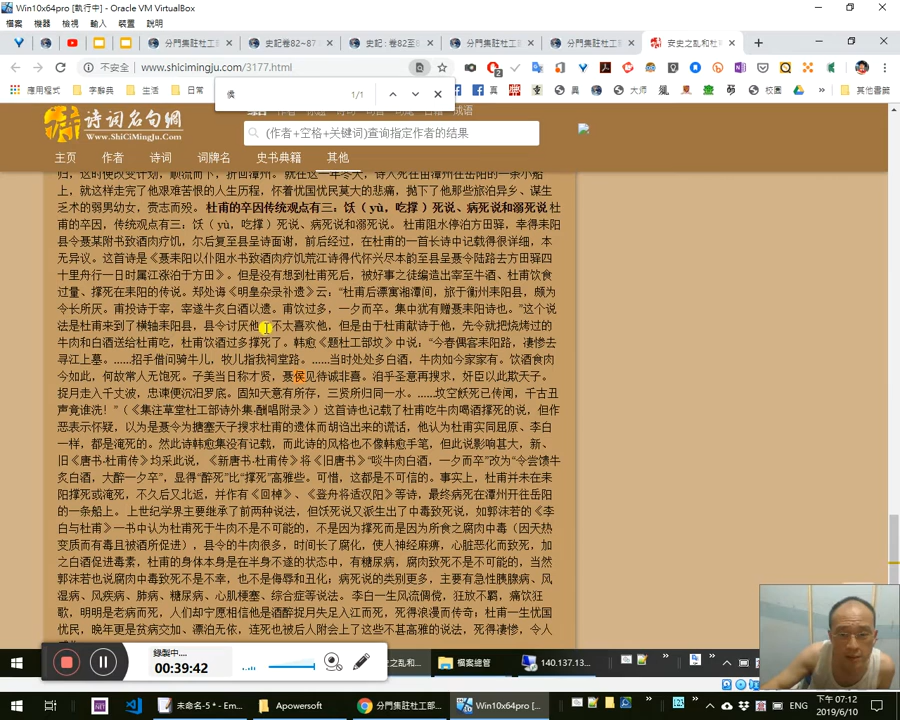 Win10x64pro [執行中] - Oracle VM VirtualBox
檔案 機器 檢視 輸入 裝置 說明
分門集註杜工部 史記卷82~87 史記:卷82至8 分門集註杜工部 分門集註杜工部 安史之乱和杜
不安全 www.shicimingju.com/3177.html
應用程式 字辭典 生活 日常 大师 校園 其他書籤
侯 1/1
诗词名句網
www.ShiCiMingJu.Com
(作者+空格+关键词)查询指定作者的结果
主页 作者 诗词 词牌名 史书典籍 其他
归,这时便改变计划,顺流而下,折回潭州。就在这一年冬天,诗人死在由潭州往岳阳的一条小船
上,就这样走完了他艰难苦恨的人生历程,怀着忧国忧民莫大的悲痛,抛下了他那些旅泊异乡、谋生
乏术的弱男幼女,赍志而殁。 杜甫的卒因传统观点有三:饫(yù,吃撑)死说、病死说和溺死说 杜
甫的卒因,传统观点有三:饫(yù,吃撑)死说、病死说和溺死说。 杜甫阻水停泊方田驿,幸得耒阳
县令聂某附书致酒肉疗饥,尔后复至县呈诗面谢,前后经过,在杜甫的一首长诗中记载得很详细,本
无异议。这首诗是《聂耒阳以仆阻水书致酒肉疗饥荒江诗得代怀兴尽本韵至县呈聂令陆路去方田驿四
十里舟行一日时属江涨泊于方田》。但是没有想到杜甫死后,被好事之徒编造出宰至牛酒、杜甫饮食
过量、撑死在耒阳的传说。郑处诲《明皇杂录补遗》云:“杜甫后漂寓湘潭间,旅于衡州耒阳县,颇为
令长所厌。甫投诗于宰,宰遂牛炙白酒以遗。甫饮过多,一夕而卒。集中犹有赠聂耒阳诗也。”这个说
法是杜甫来到了横轴耒阳县,县令讨厌他 不太喜欢他,但是由于杜甫献诗于他,先令就把烧烤过的
牛肉和白酒送给杜甫吃,杜甫饮酒过多撑死了。韩愈《题杜工部坟》中说:“今春偶客耒阳路,凄惨去
寻江上墓。……招手借问骑牛儿,牧儿指我祠堂路。……当时处处多白酒,牛肉如今家家有。饮酒食肉
今如此,何故常人无饱死。子美当日称才贤,聂侯见待诚非喜。洎乎圣意再搜求,奸臣以此欺天子。
捉月走入千丈波,忠谏便沉汨罗底。固知天意有所存,三贤所归同一水。……坟空飫死已传闻,千古丑
声竟谁洗!”(《集注草堂杜工部诗外集·酬唱附录》)这首诗也记载了杜甫吃牛肉喝酒撑死的说,但作
恶表示怀疑,以为是聂令为搪塞天子搜求杜甫的遗体而胡诌出来的谎话,他认为杜甫实同屈原、李白
一样,都是淹死的。然此诗韩愈集没有记载,而此诗的风格也不像韩愈手笔,但此说影响甚大,新、
旧《唐书·杜甫传》均采此说,《新唐书·杜甫传》将《旧唐书》“啖牛肉白酒,一夕而卒”改为“令尝馈牛
炙白酒,大醉一夕卒”,显得“醉死”比“撑死”高雅些。可惜,这都是不可信的。事实上,杜甫并未在耒
阳撑死或淹死,不久后又北返,并作有《回棹》、《登舟将适汉阳》等诗,最终病死在潭州开往岳阳
的一条船上。 上世纪学界主要继承了前两种说法,但饫死说又派生出了中毒致死说,如郭沫若的《李
白与杜甫》一书中认为杜甫死于牛肉不是不可能的,不是因为撑死而是因为所食之腐肉中毒(因天热
变质而有毒且被酒所促进),县令的牛肉很多,时间长了腐化,使人神经麻痹,心脏恶化而致死,加
之白酒促进毒素,杜甫的身体本身是在半身不遂的状态中,有糖尿病,腐肉致死不是不可能的,当然
郭沫若也说腐肉中毒致死不是不幸,也不是侮辱和丑化;病死说的类别更多,主要有急性胰腺病、风
湿病、风疾病、肺病、糖尿病、心肌梗塞、综合症等说法。 李白一生风流倜傥,狂放不羁,痛饮狂
歌,明明是老病而死,人们却宁愿相信他是酒醉捉月失足入江而死,死得浪漫而传奇;杜甫一生忧国
忧民,晚年更是贫病交加、漂泊无依,连死也被后人附会上了这些不甚高雅的说法,死得凄惨,令人
錄製中....
00:39:42
史之乱和杜... 檔案總管 140.137.13...
未命名-5 * - Em... Apowersoft 分門集註杜工部... Win10x64pro [... ENG 下午 07:12
2019/6/10